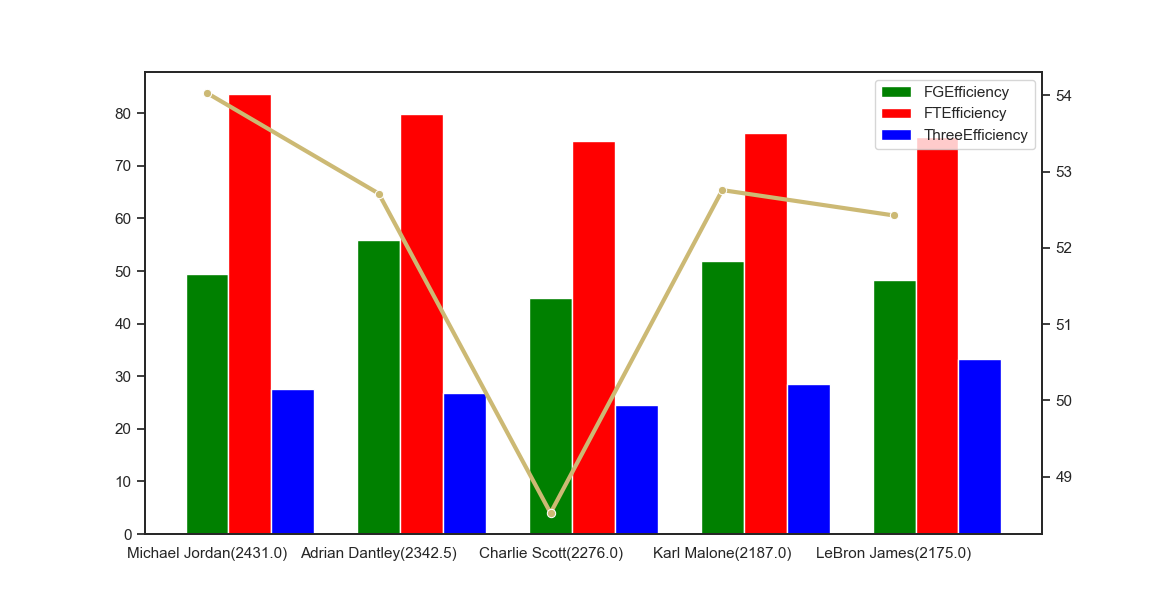 FGEfficiency
FTEfficiency
ThreeEfficiency
80
70
60
50
40
30
20
10
0
54
53
52
51
50
49
Michael Jordan(2431.0)
Adrian Dantley(2342.5)
Charlie Scott(2276.0)
Karl Malone(2187.0)
LeBron James(2175.0)